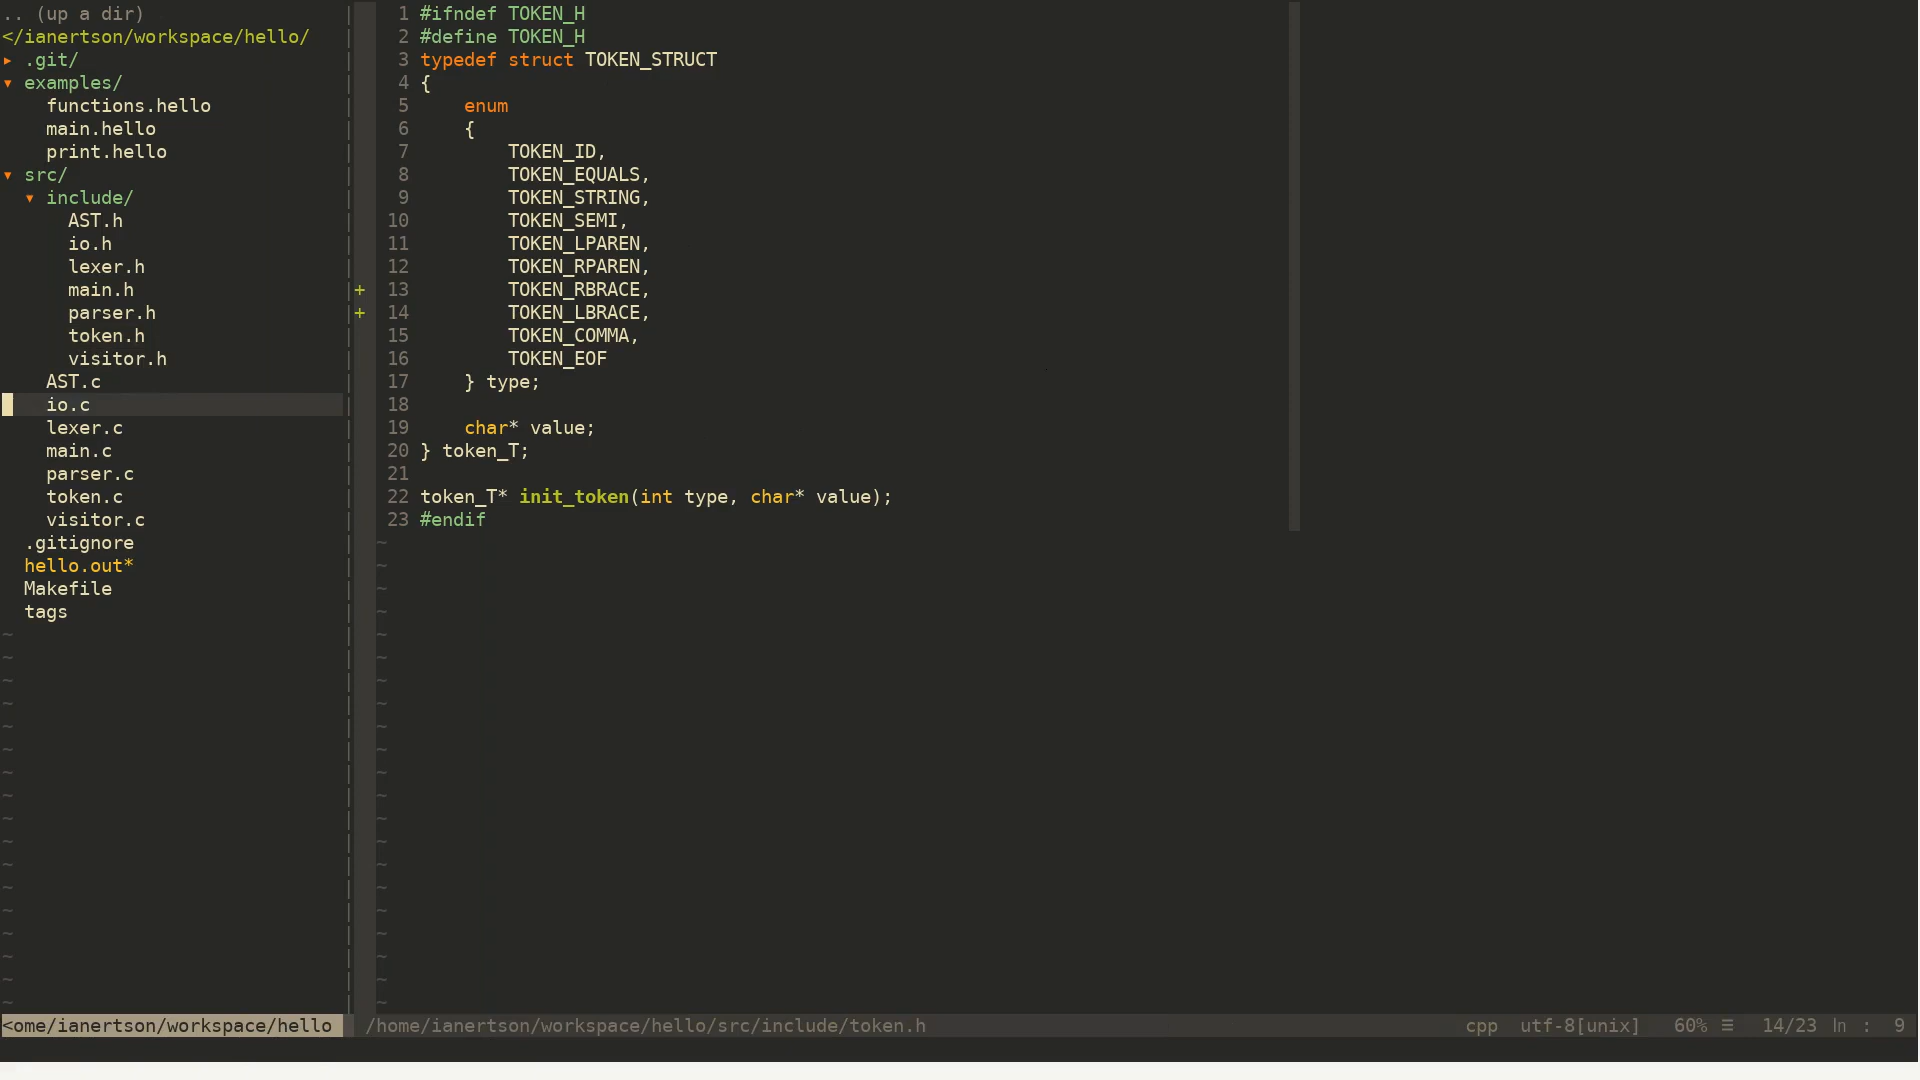 .. (up a dir)
</ianertson/workspace/hello/
▸ .git/
▾ examples/
functions.hello
main.hello
print.hello
▾ src/
▾ include/
AST.h
io.h
lexer.h
main.h
parser.h
token.h
visitor.h
AST.c
io.c
lexer.c
main.c
parser.c
token.c
visitor.c
.gitignore
hello.out*
Makefile
tags
<ome/ianertson/workspace/hello
1 #ifndef TOKEN_H
2 #define TOKEN_H
3 typedef struct TOKEN_STRUCT
4 {
5     enum
6     {
7         TOKEN_ID,
8         TOKEN_EQUALS,
9         TOKEN_STRING,
10         TOKEN_SEMI,
11         TOKEN_LPAREN,
12         TOKEN_RPAREN,
+ 13         TOKEN_RBRACE,
+ 14         TOKEN_LBRACE,
15         TOKEN_COMMA,
16         TOKEN_EOF
17     } type;
18
19     char* value;
20 } token_T;
21
22 token_T* init_token(int type, char* value);
23 #endif
/home/ianertson/workspace/hello/src/include/token.h cpp utf-8[unix] 60% ☰ 14/23 ln : 9